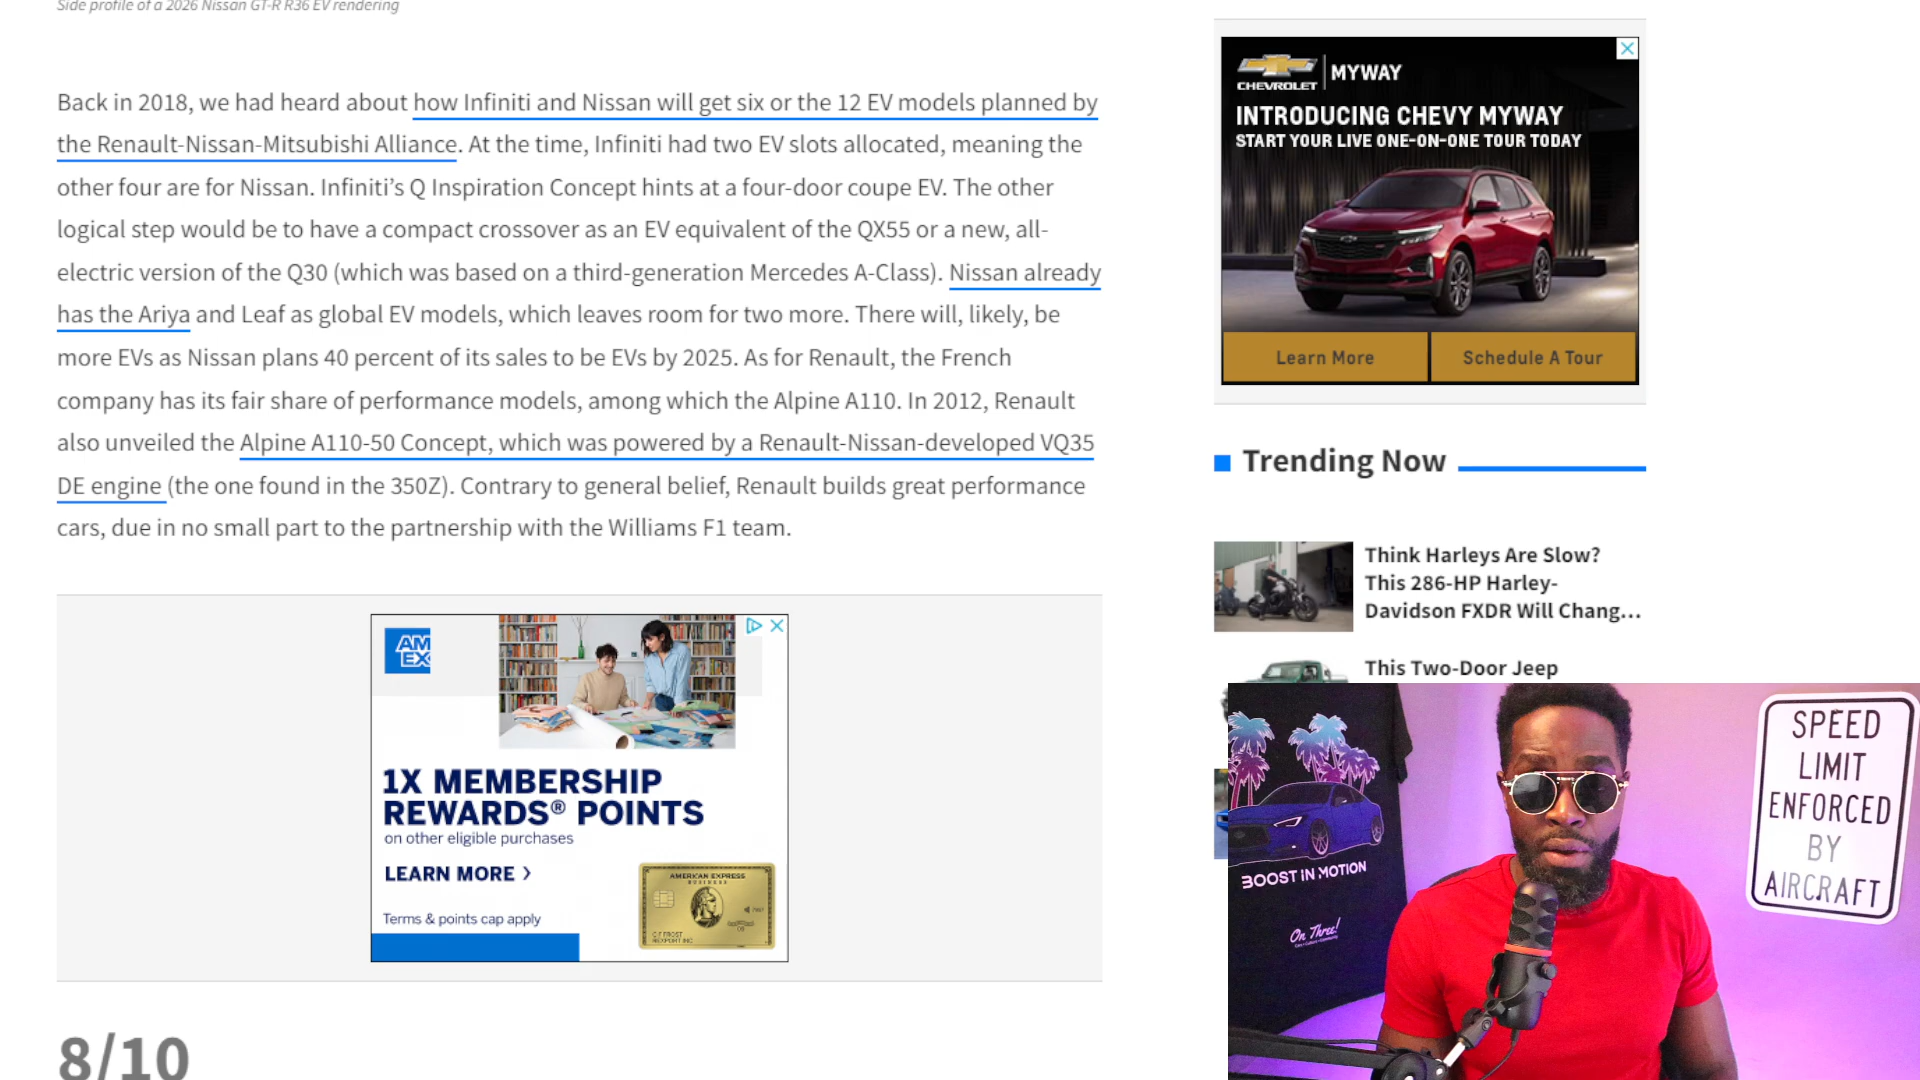 Side profile of a 2026 Nissan GT-R R36 EV rendering
Back in 2018, we had heard about how Infiniti and Nissan will get six or the 12 EV models planned by
the Renault-Nissan-Mitsubishi Alliance. At the time, Infiniti had two EV slots allocated, meaning the
other four are for Nissan. Infiniti’s Q Inspiration Concept hints at a four-door coupe EV. The other
logical step would be to have a compact crossover as an EV equivalent of the QX55 or a new, all-
electric version of the Q30 (which was based on a third-generation Mercedes A-Class). Nissan already
has the Ariya and Leaf as global EV models, which leaves room for two more. There will, likely, be
more EVs as Nissan plans 40 percent of its sales to be EVs by 2025. As for Renault, the French
company has its fair share of performance models, among which the Alpine A110. In 2012, Renault
also unveiled the Alpine A110-50 Concept, which was powered by a Renault-Nissan-developed VQ35
DE engine (the one found in the 350Z). Contrary to general belief, Renault builds great performance
cars, due in no small part to the partnership with the Williams F1 team.
AM
EX
1X MEMBERSHIP
REWARDS® POINTS
on other eligible purchases
LEARN MORE >
Terms & points cap apply
AMERICAN EXPRESS
BUSINESS
8/10
CHEVROLET
MYWAY
INTRODUCING CHEVY MYWAY
START YOUR LIVE ONE-ON-ONE TOUR TODAY
Learn More
Schedule A Tour
Trending Now
Think Harleys Are Slow?
This 286-HP Harley-
Davidson FXDR Will Chang...
This Two-Door Jeep
BOOST IN MOTION
On Three!
SPEED
LIMIT
ENFORCED
BY
AIRCRAFT